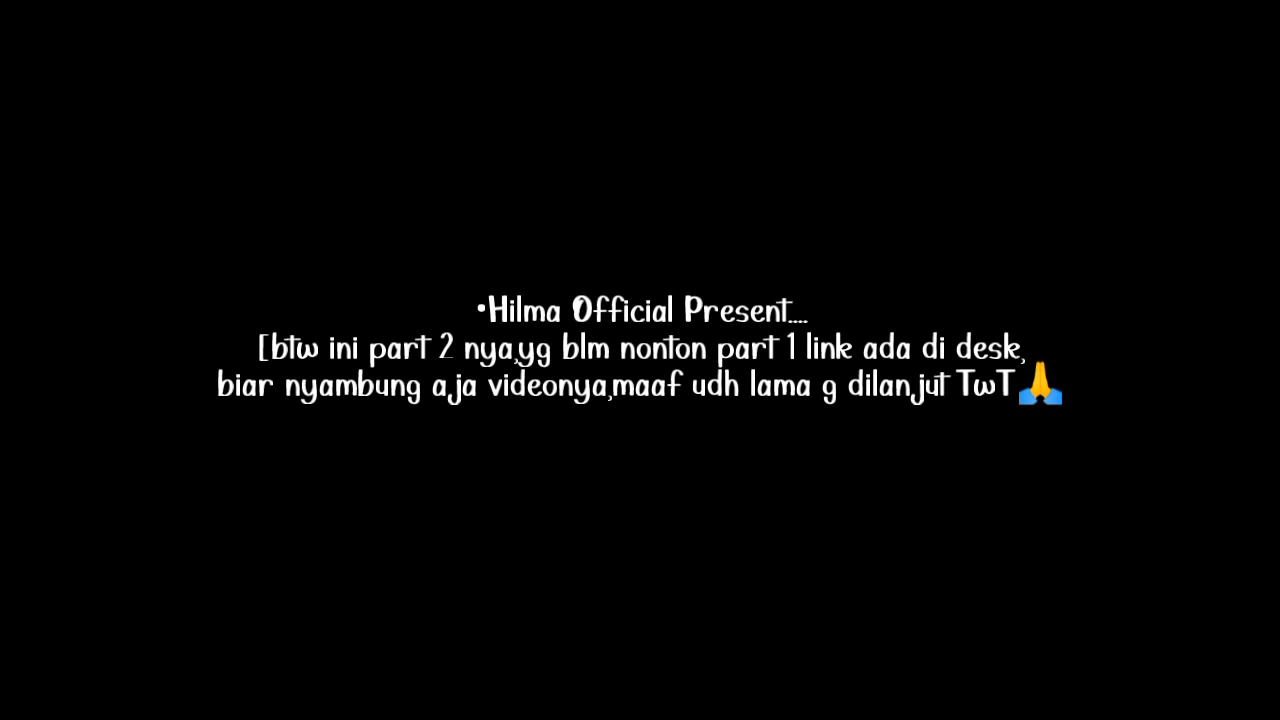 •Hilma Official Present....
[btw ini part 2 nya,yg blm nonton part 1 link ada di desk,
biar nyambung aja videonya,maaf udh lama g dilanjut TwT🙏